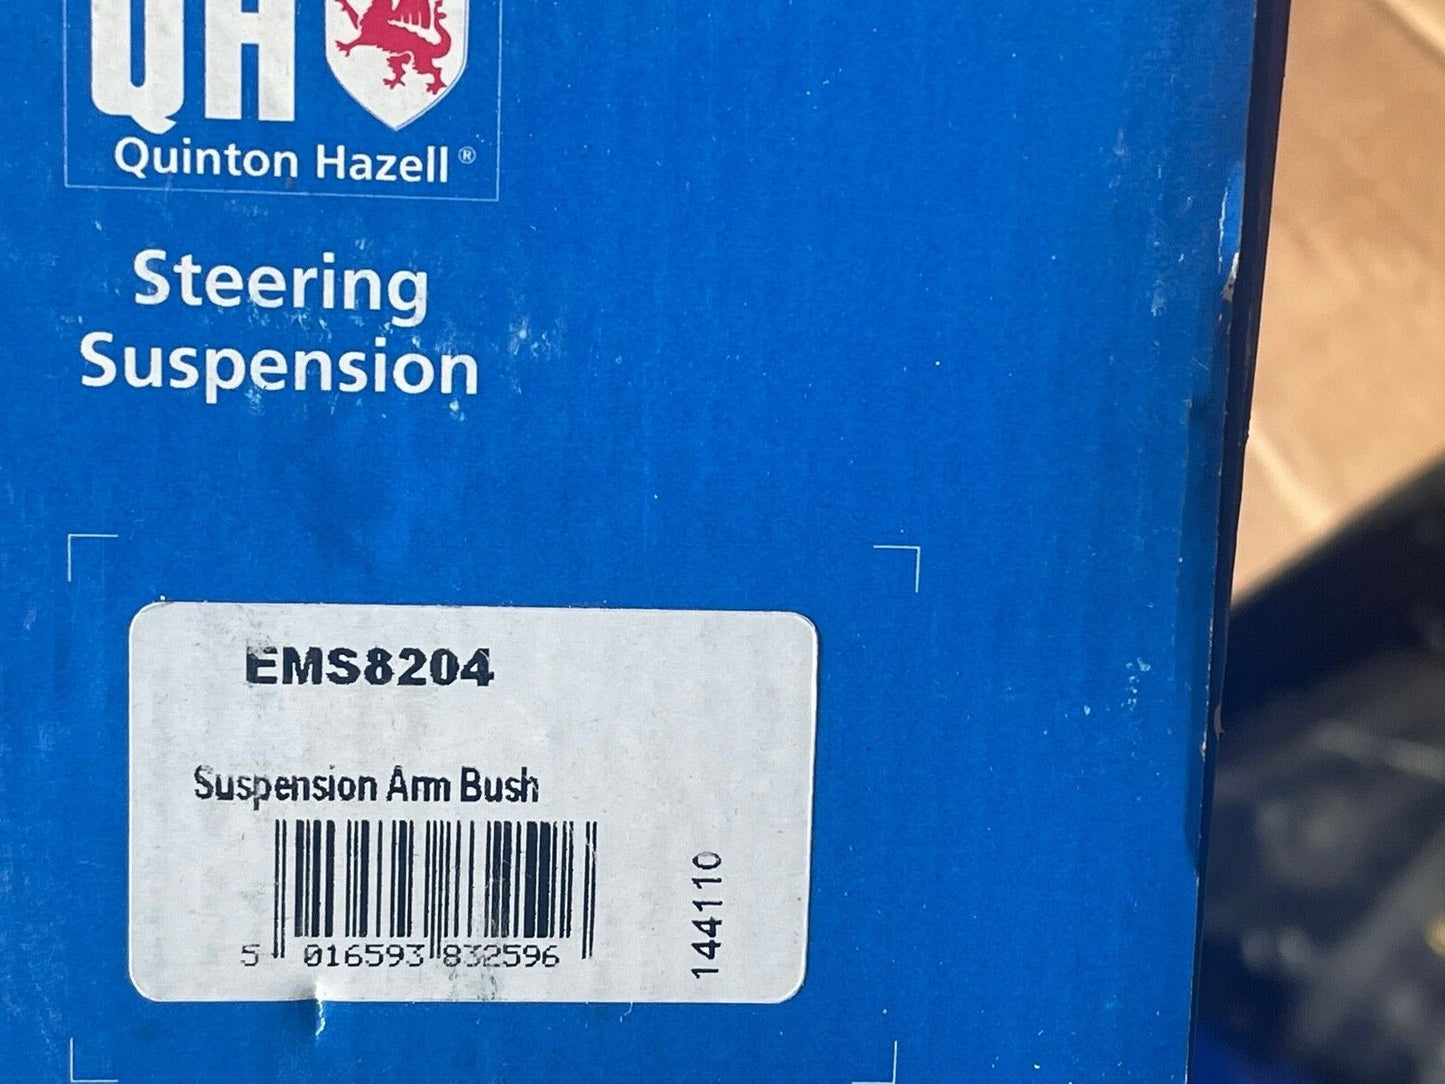 QH
Quinton Hazell®
Steering
Suspension
EMS8204
Suspension Arm Bush
5 016593 832596
144110